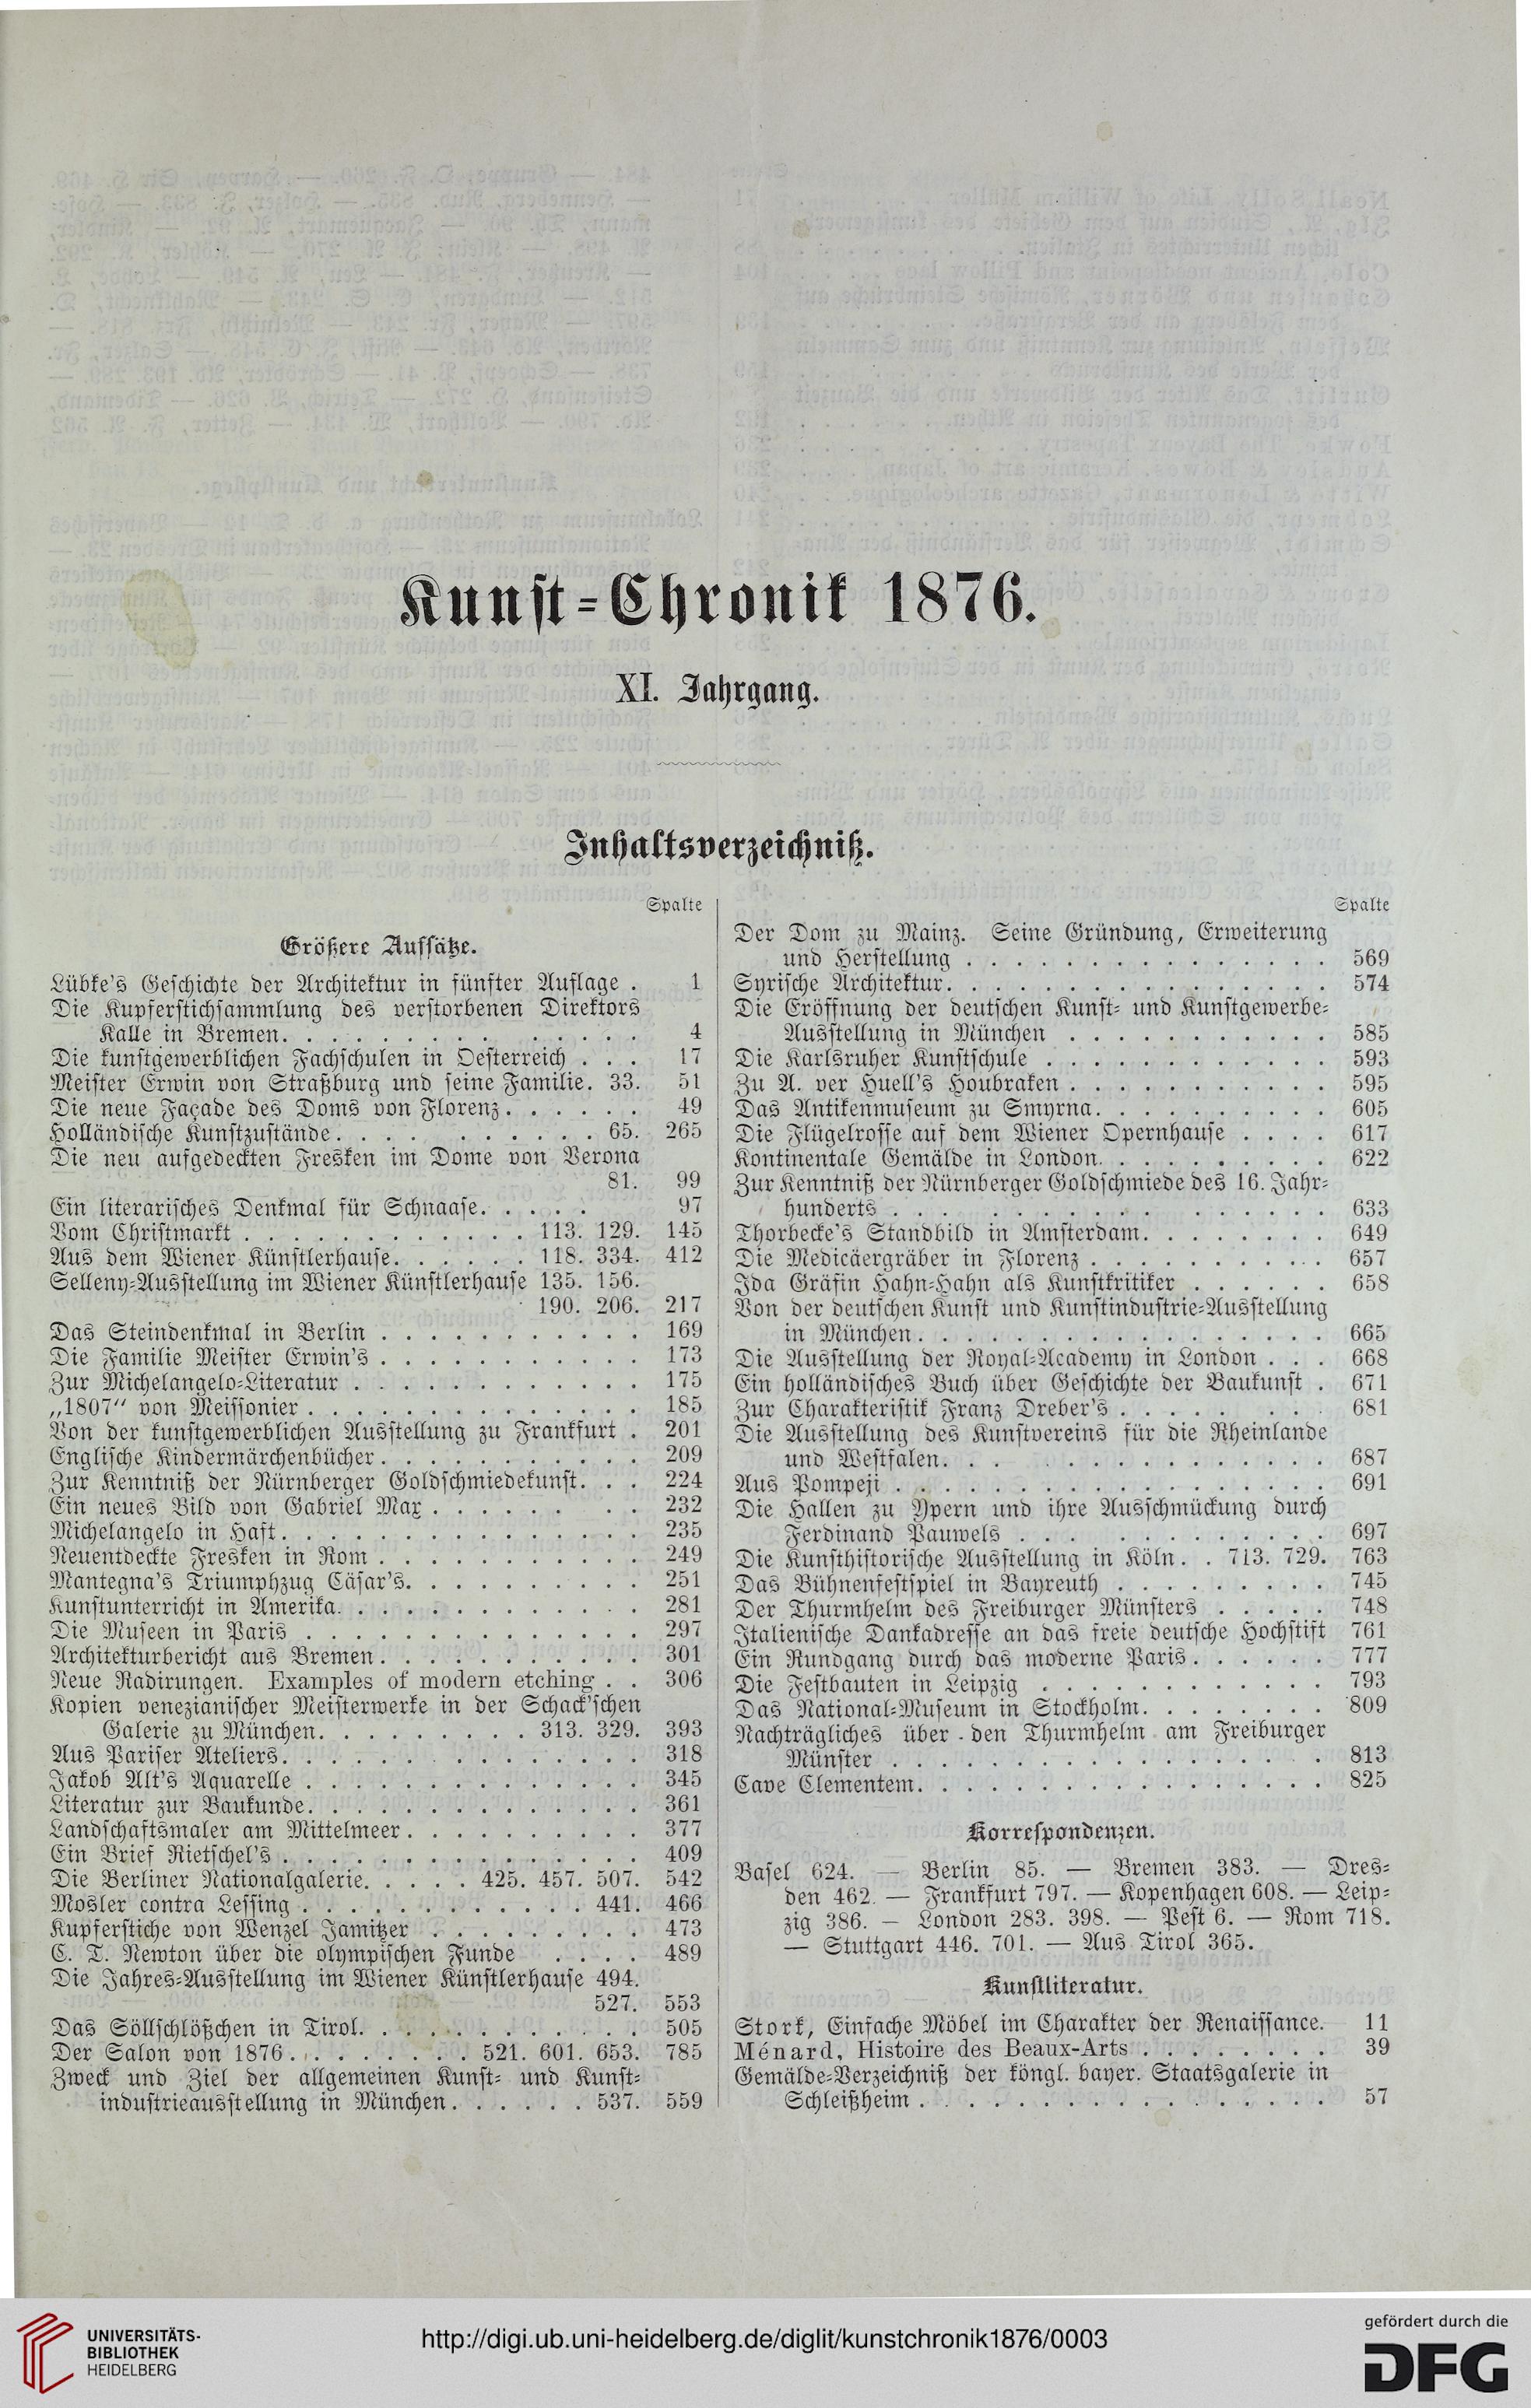 Kunst-Chronik 1876.
XI. Jahrgang.
Inhaltsverzeichniß.
Spalte
Größere Aufsätze.
Lübke's Geschichte der Architektur in fünfter Auflage . 1
Die Kupferstichsammlung des verstorbenen Direktors
Kalle in Bremen. . . . . . . . . . . . . . . 4
Die kunstgewerblichen Fachschulen in Oesterreich . . . 17
Meister Erwin von Straßburg und seine Familie. 33. 51
Die neue Façade des Doms von Florenz. . . . . . 49
Holländische Kunstzustände. . . . . . . . . . . 65. 265
Die neu aufgedeckten Fresken im Dome von Verona
81. 99
Ein literarisches Denkmal für Schnaase. . . . . 97
Vom Christmarkt . . . . . . . . . . . . 113. 129. 145
Aus dem Wiener Künstlerhause. . . . . . 118. 334. 412
Selleny-Ausstellung im Wiener Künstlerhause 135. 156.
190. 206. 217
Das Steindenkmal in Berlin . . . . . . . . . . . 169
Die Familie Meister Erwin's . . . . . . . . . . . 173
Zur Michelangelo-Literatur . . . . . . . . . . . . 175
„1807“ von Meissonier . . . . . . . . . . . . . . 185
Von der kunstgewerblichen Ausstellung zu Frankfurt . 201
Englische Kindermärchenbücher. . . . . . . . . . . 209
Zur Kenntniß der Nürnberger Goldschmiedekunst. . . 224
Ein neues Bild von Gabriel Max . . . . . . . . 232
Michelangelo in Haft. . . . . . . . . . . . . . . 235
Neuentdeckte Fresken in Rom . . . . . . . . . . . 249
Mantegna's Triumphzug Cäsar's. . . . . . . . . . 251
Kunstunterricht in Amerika. . . . . . . . . . . . . 281
Die Museen in Paris . . . . . . . . . . . . . . 297
Architekturbericht aus Bremen. . . . . . . . . . . 301
Neue Radirungen. Examples of modern etching . . 306
Kopien venezianischer Meisterwerke in der Schack'schen
Galerie zu München. . . . . . . . . 313. 329. 393
Aus Pariser Ateliers. . . . . . . . . . . . . . . 318
Jakob Alt's Aquarelle . . . . . . . . . . . . . . 345
Literatur zur Baukunde. . . . . . . . . . . . . . 361
Landschaftsmaler am Mittelmeer. . . . . . . . . . 377
Ein Brief Rietschel's . . . . . . . . . . . . . . . 409
Die Berliner Nationalgalerie. . . . . 425. 457. 507. 542
Mosler contra Lessing . . . . . . . . . . . . 441. 466
Kupferstiche von Wenzel Jamitzer . . . . . . . . . 473
C. T. Newton über die olympischen Funde . . . . 489
Die Jahres-Ausstellung im Wiener Künstlerhause 494.
527. 553
Das Söllschlößchen in Tirol. . . . . . . . . . . . 505
Der Salon von 1876 . . . . . . . . 521. 601. 653. 785
Zweck und Ziel der allgemeinen Kunst- und Kunst-
industrieausstellung in München. . . . . . 537. 559
Spalte
Der Dom zu Mainz. Seine Gründung, Erweiterung
und Herstellung . . . . . . . . . . . . . . . 569
Syrische Architektur. . . . . . . . . . . . . . . . 574
Die Eröffnung der deutschen Kunst- und Kunstgewerbe-
Ausstellung in München . . . . . . . . . . . 585
Die Karlsruher Kunstschule . . . . . . . . . . . . 593
Zu A. ver Huell's Houbraken . . . . . . . . . . . 595
Das Antikenmuseum zu Smyrna. . . . . . . . . . 605
Die Flügelrosse auf dem Wiener Opernhause . . . . 617
Kontinentale Gemälde in London. . . . . . . . . . 622
Zur Kenntniß der Nürnberger Goldschmiede des 16. Jahr-
hunderts . . . . . . . . . . . . . . . . . 633
Thorbecke's Standbild in Amsterdam. . . . . . . . 649
Die Medicäergräber in Florenz . . . . . . . . . . 657
Ida Gräfin Hahn-Hahn als Kunstkritiker . . . . . . 658
Von der deutschen Kunst und Kunstindustrie-Ausstellung
in München. . . . . . . . . . . . . . . . . 665
Die Ausstellung der Royal-Academy in London . . . 668
Ein holländisches Buch über Geschichte der Baukunst . 671
Zur Charakteristik Franz Dreber's . . . . . . . . . 681
Die Ausstellung des Kunstvereins für die Rheinlande
und Westfalen. . . . . . . . . . . . . . . . 687
Aus Pompeji . . . . . . . . . . . . . . . . . . 691
Die Hallen zu Ypern und ihre Ausschmückung durch
Ferdinand Pauwels . . . . . . . . . . . . 697
Die Kunsthistorische Ausstellung in Köln. . 713. 729. 763
Das Bühnenfestspiel in Bayreuth . . . . . . . . . 745
Der Thurmhelm des Freiburger Münsters . . . . . 748
Italienische Dankadresse an das freie deutsche Hochstift 761
Ein Rundgang durch das moderne Paris. . . . . . 777
Die Festbauten in Leipzig . . . . . . . . . . . . 793
Das National-Museum in Stockholm. . . . . . . . 809
Nachträgliches über den Thurmhelm am Freiburger
Münster . . . . . . . . . . . . . . . . . . 813
Cave Clementem. . . . . . . . . . . . . . . . . 825
Korrespondenzen.
Basel 624. — Berlin 85. — Bremen 383. — Dres-
den 462. — Frankfurt 797. — Kopenhagen 608. — Leip-
zig 386. — London 283. 398. — Pest 6. — Rom 718.
— Stuttgart 446. 701. — Aus Tirol 365.
Kunstliteratur.
Stork, Einfache Möbel im Charakter der Renaissance. 11
Ménard, Histoire des Beaux-Arts . . . . . . . . 39
Gemälde-Verzeichniß der köngl. bayer. Staatsgalerie in
Schleißheim . . . . . . . . . . . . . . . . . 57
UNIVERSITÄTS-
BIBLIOTHEK
HEIDELBERG
http://digi.ub.uni-heidelberg.de/diglit/kunstchronik1876/0003
gefördert durch die
DFG